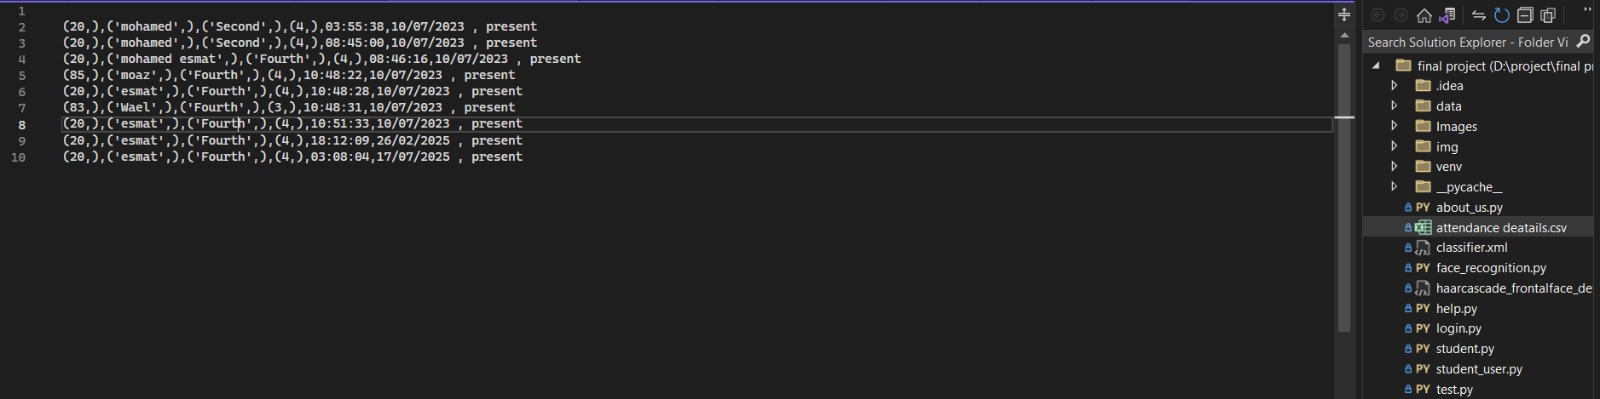 1
2 (20,),('mohamed',),('Second',),(4,),03:55:38,10/07/2023 , present
3 (20,),('mohamed',),('Second',),(4,),08:45:00,10/07/2023 , present
4 (20,),('mohamed esmat',),('Fourth',),(4,),08:46:16,10/07/2023 , present
5 (85,),('moaz',),('Fourth',),(4,),10:48:22,10/07/2023 , present
6 (20,),('esmat',),('Fourth',),(4,),10:48:28,10/07/2023 , present
7 (83,),('Wael',),('Fourth',),(3,),10:48:31,10/07/2023 , present
8 (20,),('esmat',),('Fourth',),(4,),10:51:33,10/07/2023 , present
9 (20,),('esmat',),('Fourth',),(4,),18:12:09,26/02/2025 , present
10 (20,),('esmat',),('Fourth',),(4,),03:08:04,17/07/2025 , present
Search Solution Explorer - Folder Vi
final project (D:\project\final p
.idea
data
Images
img
venv
__pycache__
PY about_us.py
attendance deatails.csv
classifier.xml
PY face_recognition.py
haarcascade_frontalface_de
PY help.py
PY login.py
PY student.py
PY student_user.py
PY test.py